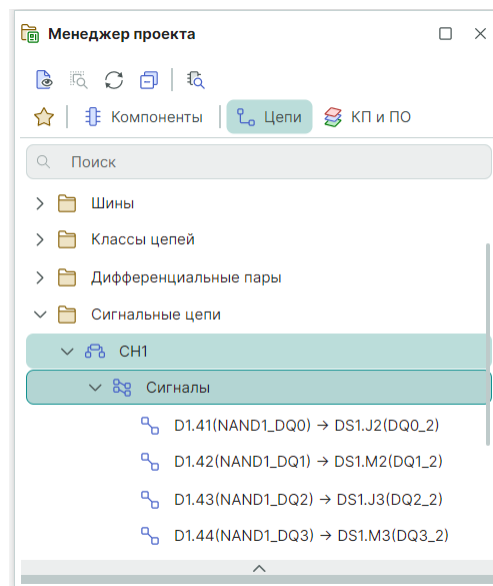 Менеджер проекта
Компоненты Цепи КП и ПО
Поиск
Шины
Классы цепей
Дифференциальные пары
Сигнальные цепи
CH1
Сигналы
D1.41(NAND1_DQ0) → DS1.J2(DQ0_2)
D1.42(NAND1_DQ1) → DS1.M2(DQ1_2)
D1.43(NAND1_DQ2) → DS1.J3(DQ2_2)
D1.44(NAND1_DQ3) → DS1.M3(DQ3_2)